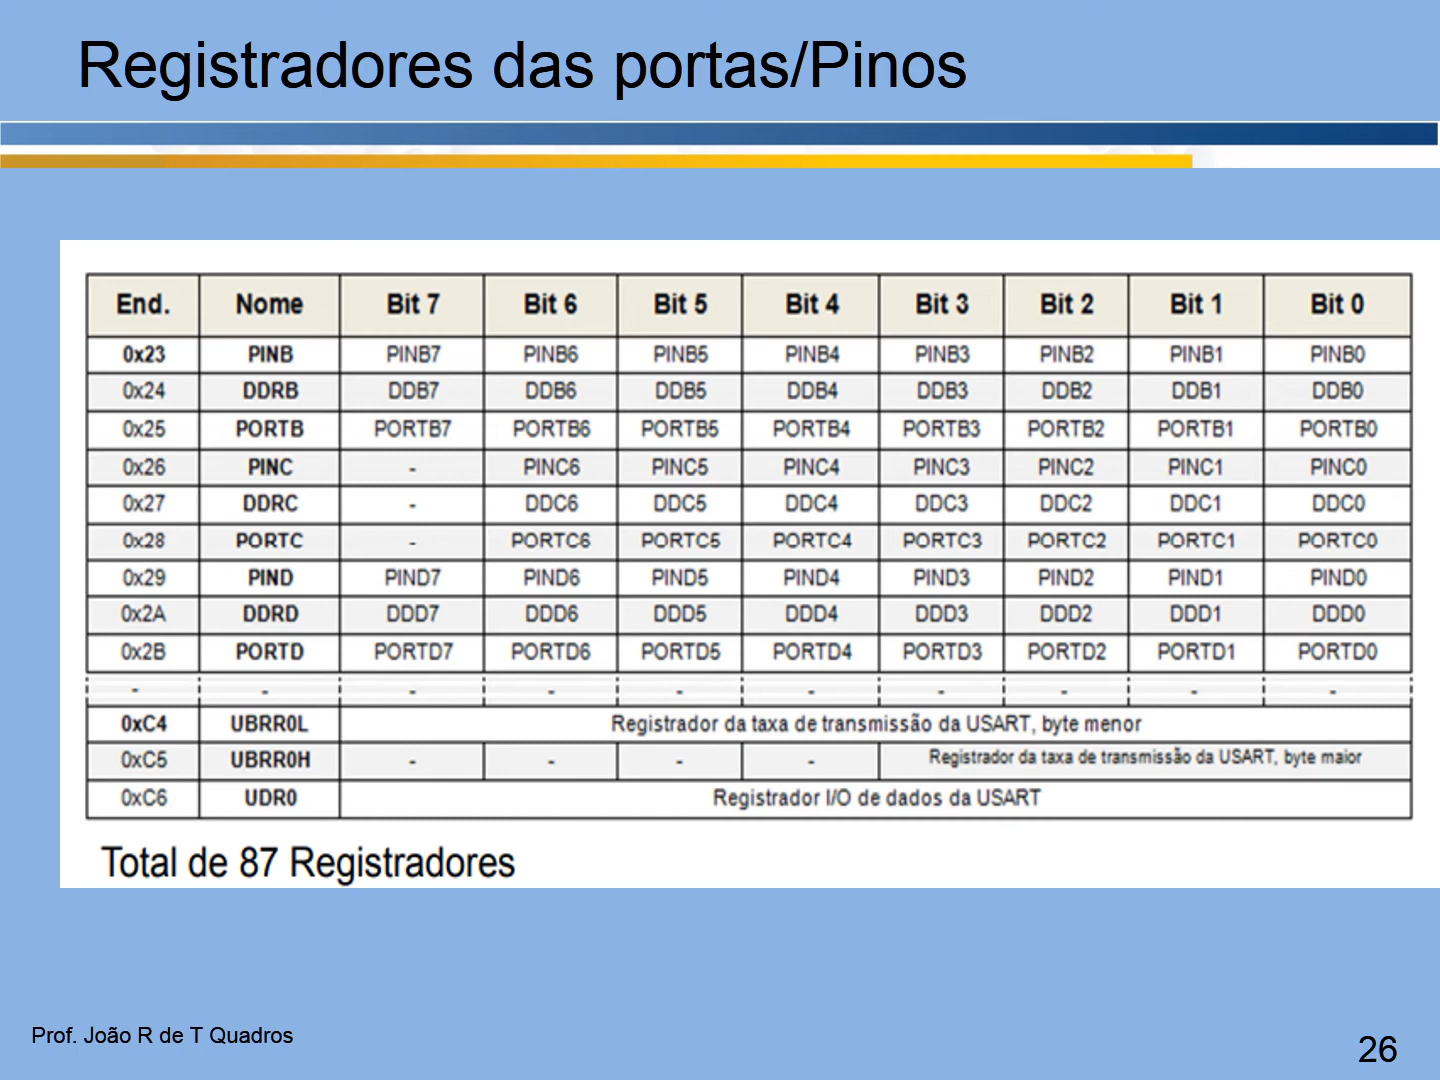 Registradores das portas/Pinos
End. Nome Bit 7 Bit 6 Bit 5 Bit 4 Bit 3 Bit 2 Bit 1 Bit 0
0x23 PINB PINB7 PINB6 PINB5 PINB4 PINB3 PINB2 PINB1 PINB0
0x24 DDRB DDB7 DDB6 DDB5 DDB4 DDB3 DDB2 DDB1 DDB0
0x25 PORTB PORTB7 PORTB6 PORTB5 PORTB4 PORTB3 PORTB2 PORTB1 PORTB0
0x26 PINC - PINC6 PINC5 PINC4 PINC3 PINC2 PINC1 PINC0
0x27 DDRC - DDC6 DDC5 DDC4 DDC3 DDC2 DDC1 DDC0
0x28 PORTC - PORTC6 PORTC5 PORTC4 PORTC3 PORTC2 PORTC1 PORTC0
0x29 PIND PIND7 PIND6 PIND5 PIND4 PIND3 PIND2 PIND1 PIND0
0x2A DDRD DDD7 DDD6 DDD5 DDD4 DDD3 DDD2 DDD1 DDD0
0x2B PORTD PORTD7 PORTD6 PORTD5 PORTD4 PORTD3 PORTD2 PORTD1 PORTD0
- - - - - - - - - -
0xC4 UBRR0L Registrador da taxa de transmissão da USART, byte menor
0xC5 UBRR0H - - - - Registrador da taxa de transmissão da USART, byte maior
0xC6 UDR0 Registrador I/O de dados da USART
Total de 87 Registradores
Prof. João R de T Quadros
26